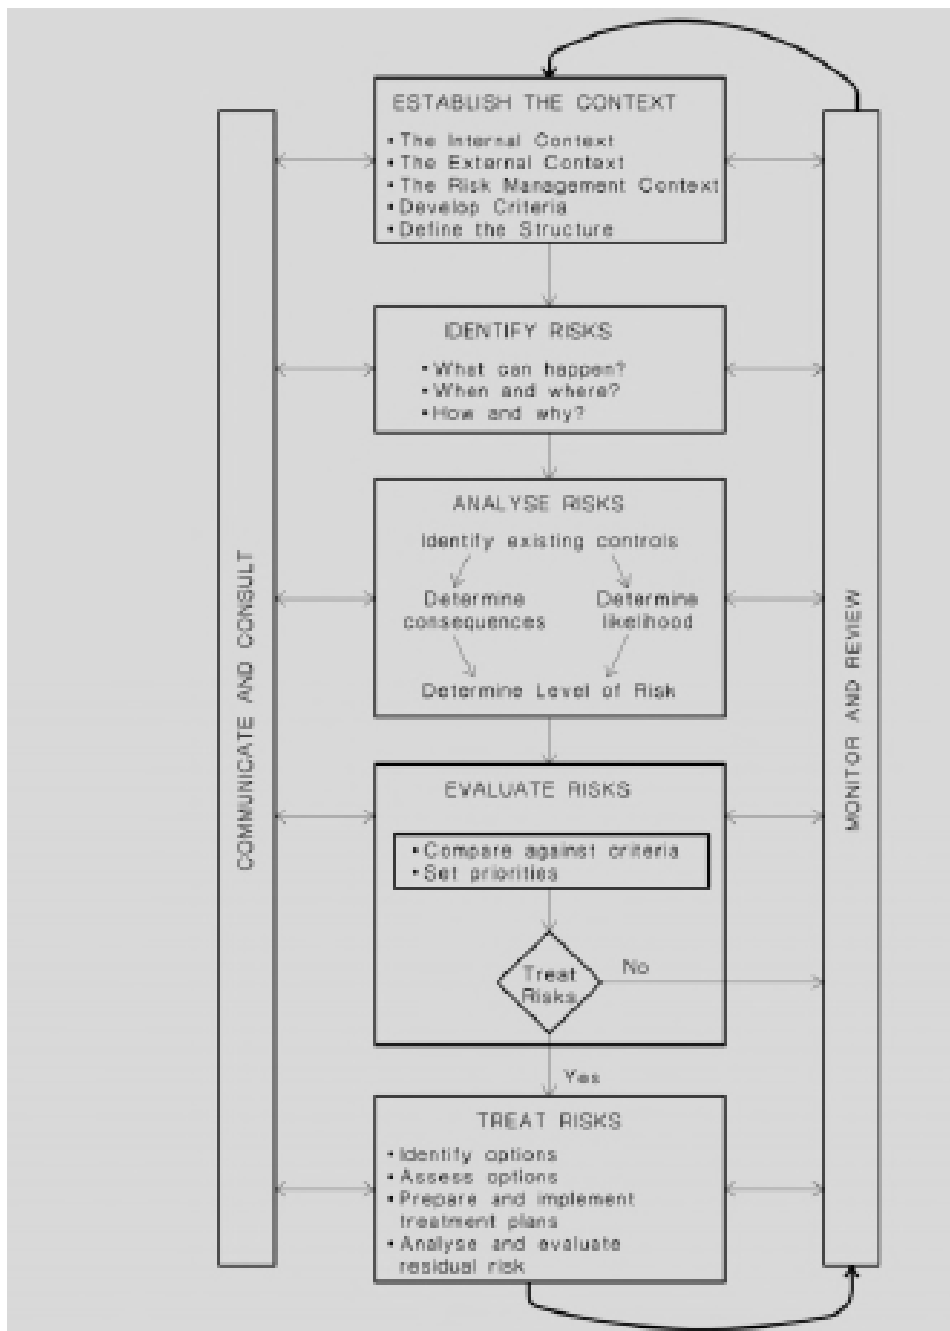 ESTABLISH THE CONTEXT
•The Internal Context
•The External Context
•The Risk Management Context
•Develop Criteria
•Define the Structure
IDENTIFY RISKS
•What can happen?
•When and where?
•How and why?
ANALYSE RISKS
Identify existing controls
Determine
consequences
Determine
likelihood
Determine Level of Risk
COMMUNICATE AND CONSULT
MONITOR AND REVIEW
EVALUATE RISKS
•Compare against criteria
•Set priorities
Treat
Risks
No
Yes
TREAT RISKS
•Identify options
•Assess options
•Prepare and implement
treatment plans
•Analyse and evaluate
residual risk